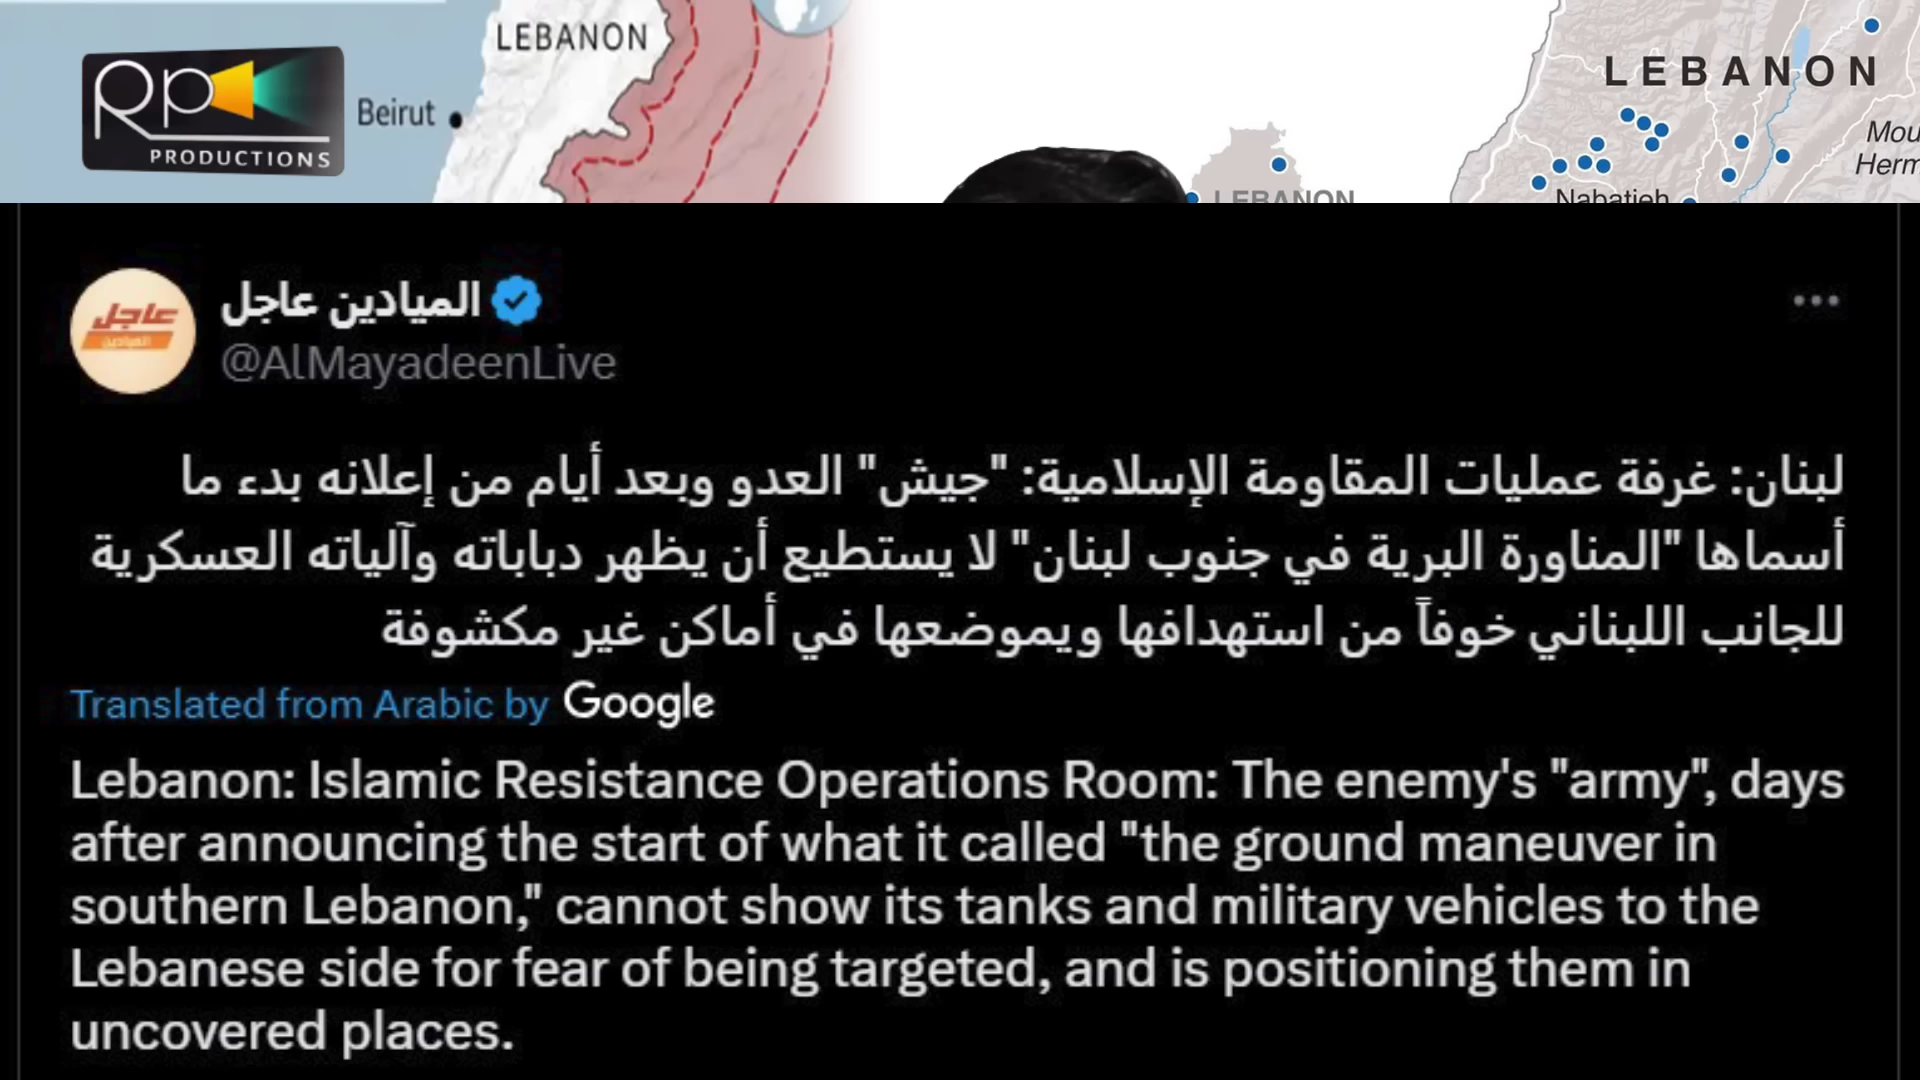 LEBANON
Rp
PRODUCTIONS
Beirut
LEBANON
LEBANON
Nabatieh
عاجل
الميادين
الميادين عاجل
@AlMayadeenLive
لبنان: غرفة عمليات المقاومة الإسلامية: "جيش" العدو وبعد أيام من إعلانه بدء ما
أسماها "المناورة البرية في جنوب لبنان" لا يستطيع أن يظهر دباباته وآلياته العسكرية
للجانب اللبناني خوفاً من استهدافها ويموضعها في أماكن غير مكشوفة
Translated from Arabic by Google
Lebanon: Islamic Resistance Operations Room: The enemy's "army", days
after announcing the start of what it called "the ground maneuver in
southern Lebanon," cannot show its tanks and military vehicles to the
Lebanese side for fear of being targeted, and is positioning them in
uncovered places.